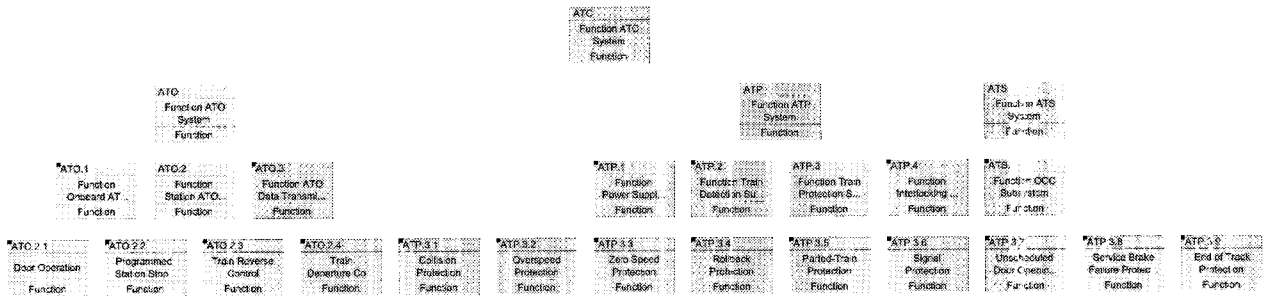 ATC
Function ATC
System
Function
ATO
Function ATO
System
Function
ATP
Function ATP
System
Function
ATS
Function ATS
System
Function
ATO.1
Function
Onboard AT...
Function
ATO.2
Function
Station ATO...
Function
ATO.3
Function ATO
Data Transmi...
Function
ATP.1
Function
Power Suppl...
Function
ATP.2
Function Train
Detection Su...
Function
ATP.3
Function Train
Protection S...
Function
ATP.4
Function
Interlocking ...
Function
ATS.
Function OCC
Substation
Function
ATO.2.1
Door Operation
Function
ATO.2.2
Programmed
Station Stop
Function
ATO.2.3
Train Reverse
Control
Function
ATO.2.4
Train
Departure Co
Function
ATP.3.1
Collision
Protection
Function
ATP.3.2
Overspeed
Protection
Function
ATP.3.3
Zero Speed
Protection
Function
ATP.3.4
Rollback
Protection
Function
ATP.3.5
Parted-Train
Protection
Function
ATP.3.6
Signal
Protection
Function
ATP.3.7
Unscheduled
Door Openin...
Function
ATP.3.8
Service Brake
Failure Protec...
Function
ATP.3.9
End of Track
Protection
Function